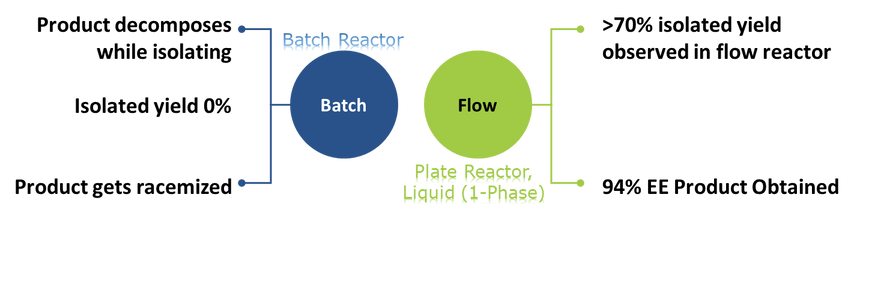 Product decomposes
while isolating
Isolated yield 0%
Product gets racemized
Batch Reactor
Batch
Flow
Plate Reactor,
Liquid (1-Phase)
>70% isolated yield
observed in flow reactor
94% EE Product Obtained